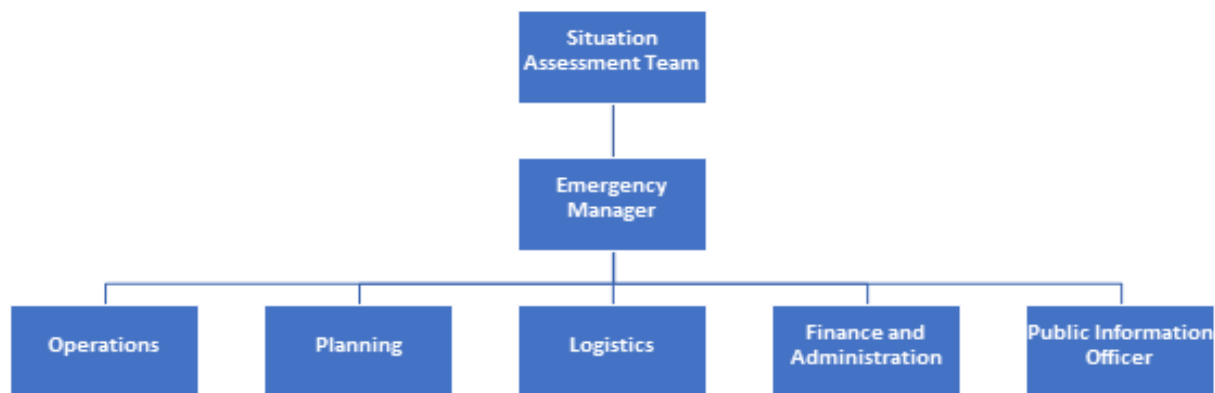 Situation
Assessment Team
Emergency
Manager
Operations
Planning
Logistics
Finance and
Administration
Public Information
Officer